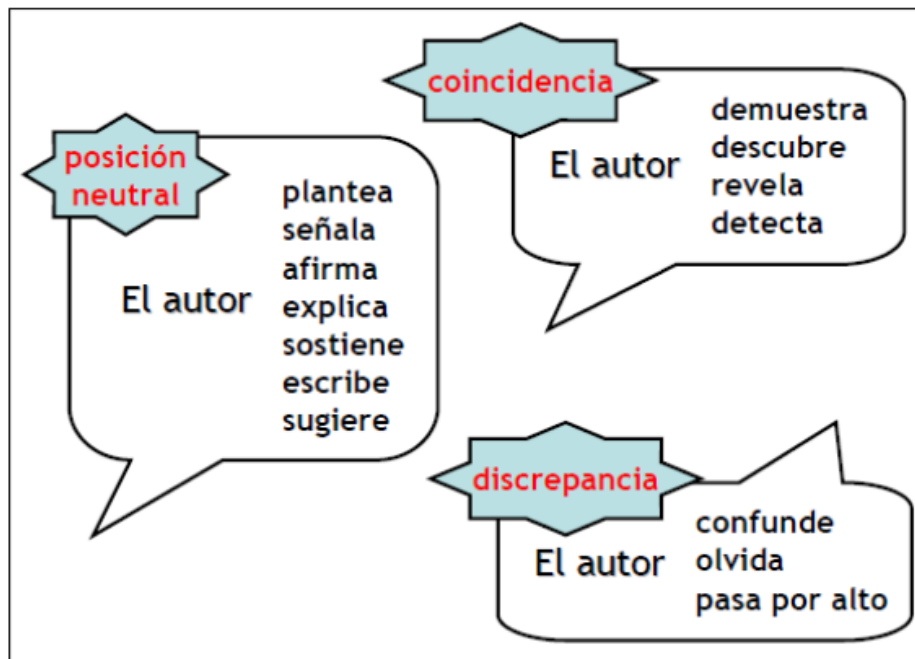 posición
neutral
El autor
plantea
señala
afirma
explica
sostiene
escribe
sugiere
coincidencia
El autor
demuestra
descubre
revela
detecta
discrepancia
El autor
confunde
olvida
pasa por alto